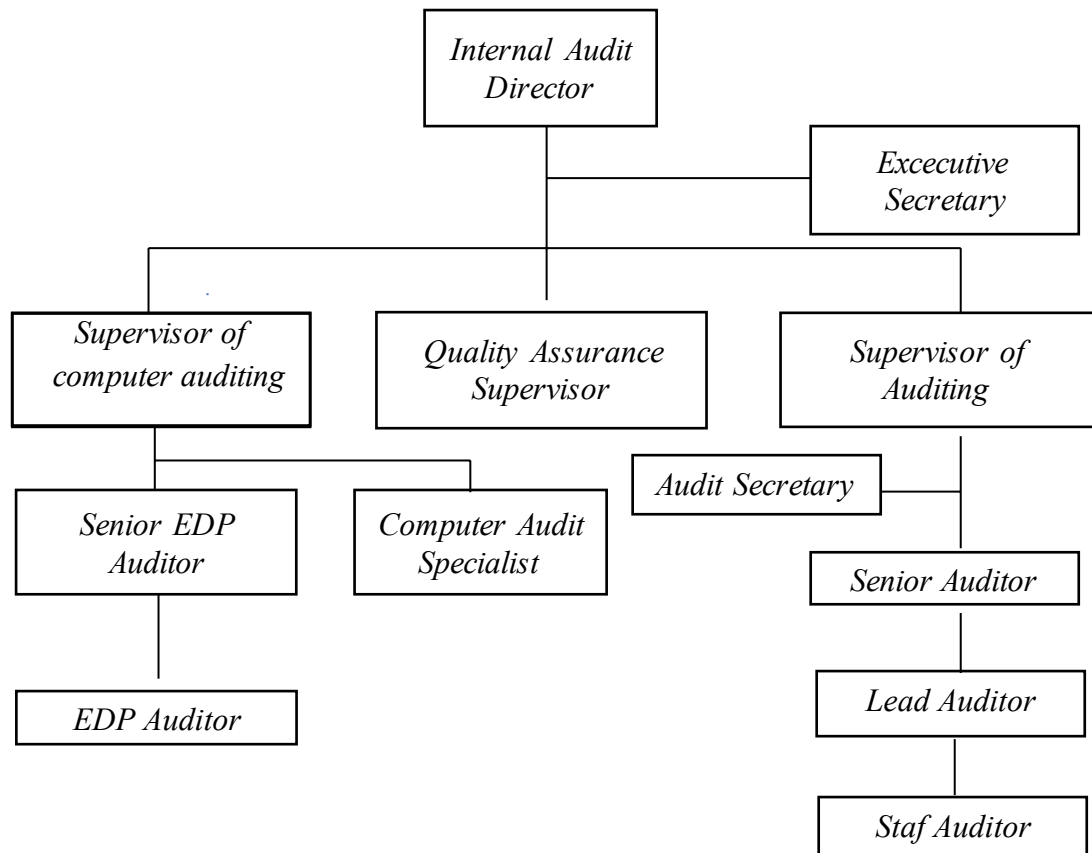 Internal Audit
Director
Excecutive
Secretary
Supervisor of
computer auditing
Quality Assurance
Supervisor
Supervisor of
Auditing
Audit Secretary
Senior EDP
Auditor
Computer Audit
Specialist
Senior Auditor
EDP Auditor
Lead Auditor
Staf Auditor